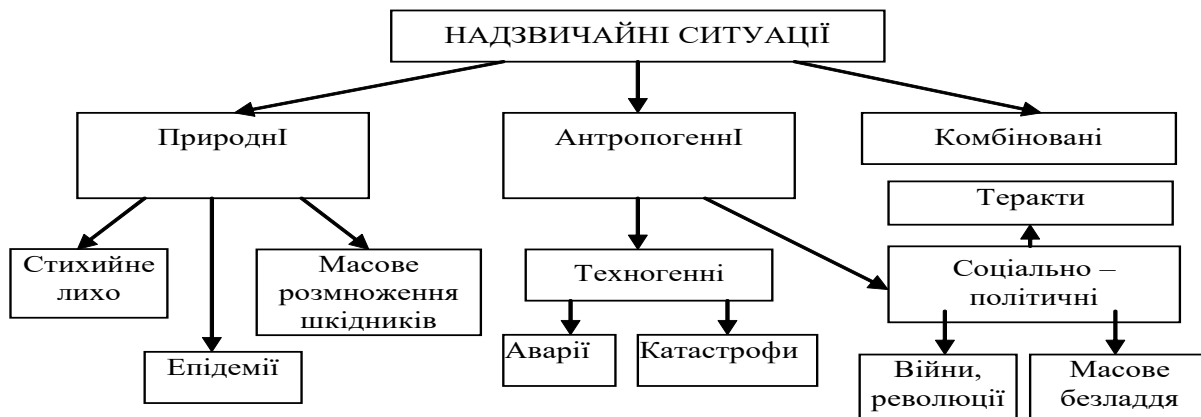 НАДЗВИЧАЙНІ СИТУАЦІЇ
ПрироднІ
АнтропогеннІ
Комбіновані
Теракти
Стихийне
лихо
Масове
розмноження
шкідників
Техногенні
Соціально –
політичні
Епідемії
Аварії
Катастрофи
Війни,
революції
Масове
безладдя